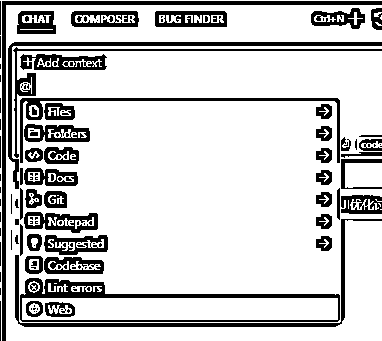 CHAT COMPOSER BUG FINDER Ctrl+N
Add context
@
Files
Folders
Code
Docs
Git
Notepad
Suggested
Codebase
Lint errors
Web
code
优化